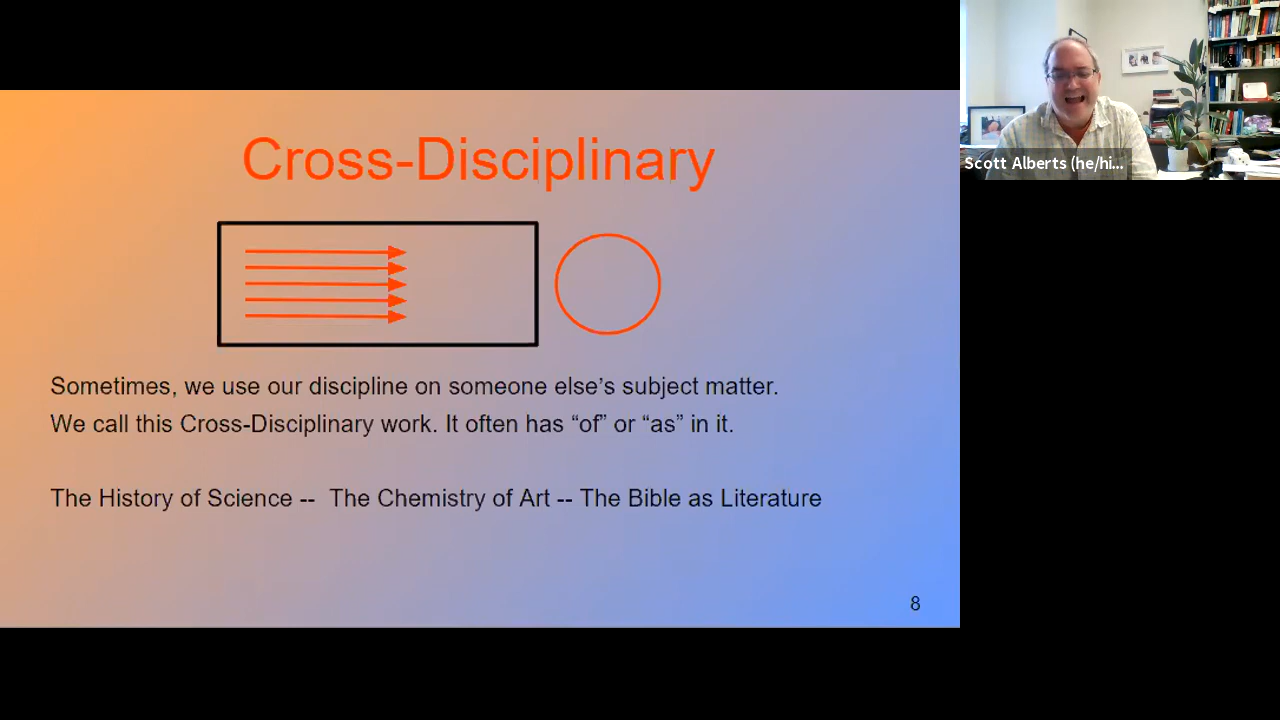 Cross-Disciplinary
Sometimes, we use our discipline on someone else’s subject matter.
We call this Cross-Disciplinary work. It often has “of” or “as” in it.
The History of Science -- The Chemistry of Art -- The Bible as Literature
8
Scott Alberts (he/hi...